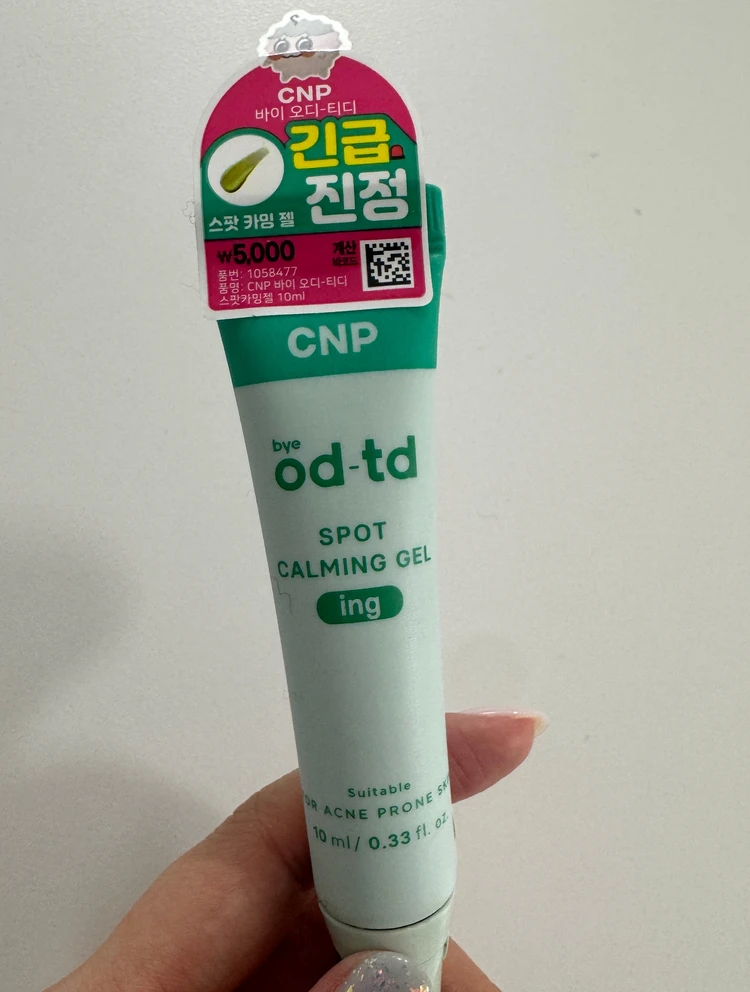 CNP
바이 오디-티디
긴급
진정
스팟 카밍 젤
₩5,000
계산
바코드
품번: 1058477
품명: CNP 바이 오디-티디
스팟카밍젤 10ml
CNP
bye
od-td
SPOT
CALMING GEL
ing
Suitable
OR ACNE PRONE SK
10 ml / 0.33 fl. oz.